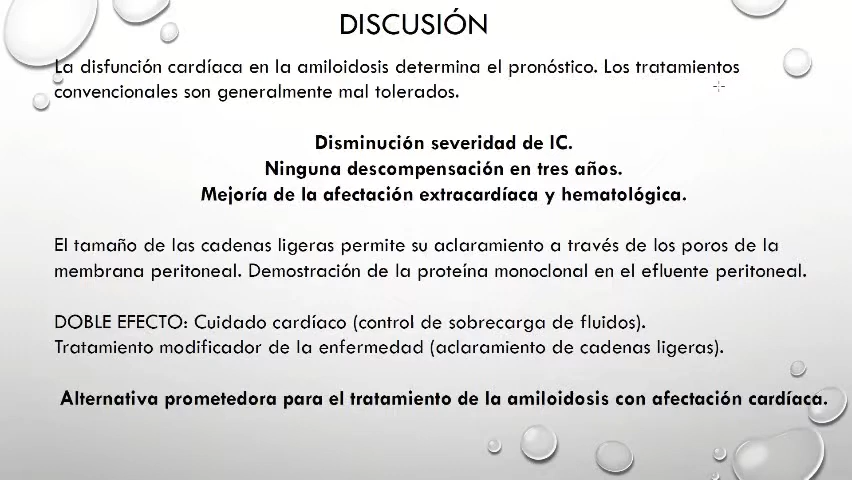 DISCUSIÓN
La disfunción cardíaca en la amiloidosis determina el pronóstico. Los tratamientos
convencionales son generalmente mal tolerados.
Disminución severidad de IC.
Ninguna descompensación en tres años.
Mejoría de la afectación extracardíaca y hematológica.
El tamaño de las cadenas ligeras permite su aclaramiento a través de los poros de la
membrana peritoneal. Demostración de la proteína monoclonal en el efluente peritoneal.
DOBLE EFECTO: Cuidado cardíaco (control de sobrecarga de fluidos).
Tratamiento modificador de la enfermedad (aclaramiento de cadenas ligeras).
Alternativa prometedora para el tratamiento de la amiloidosis con afectación cardíaca.